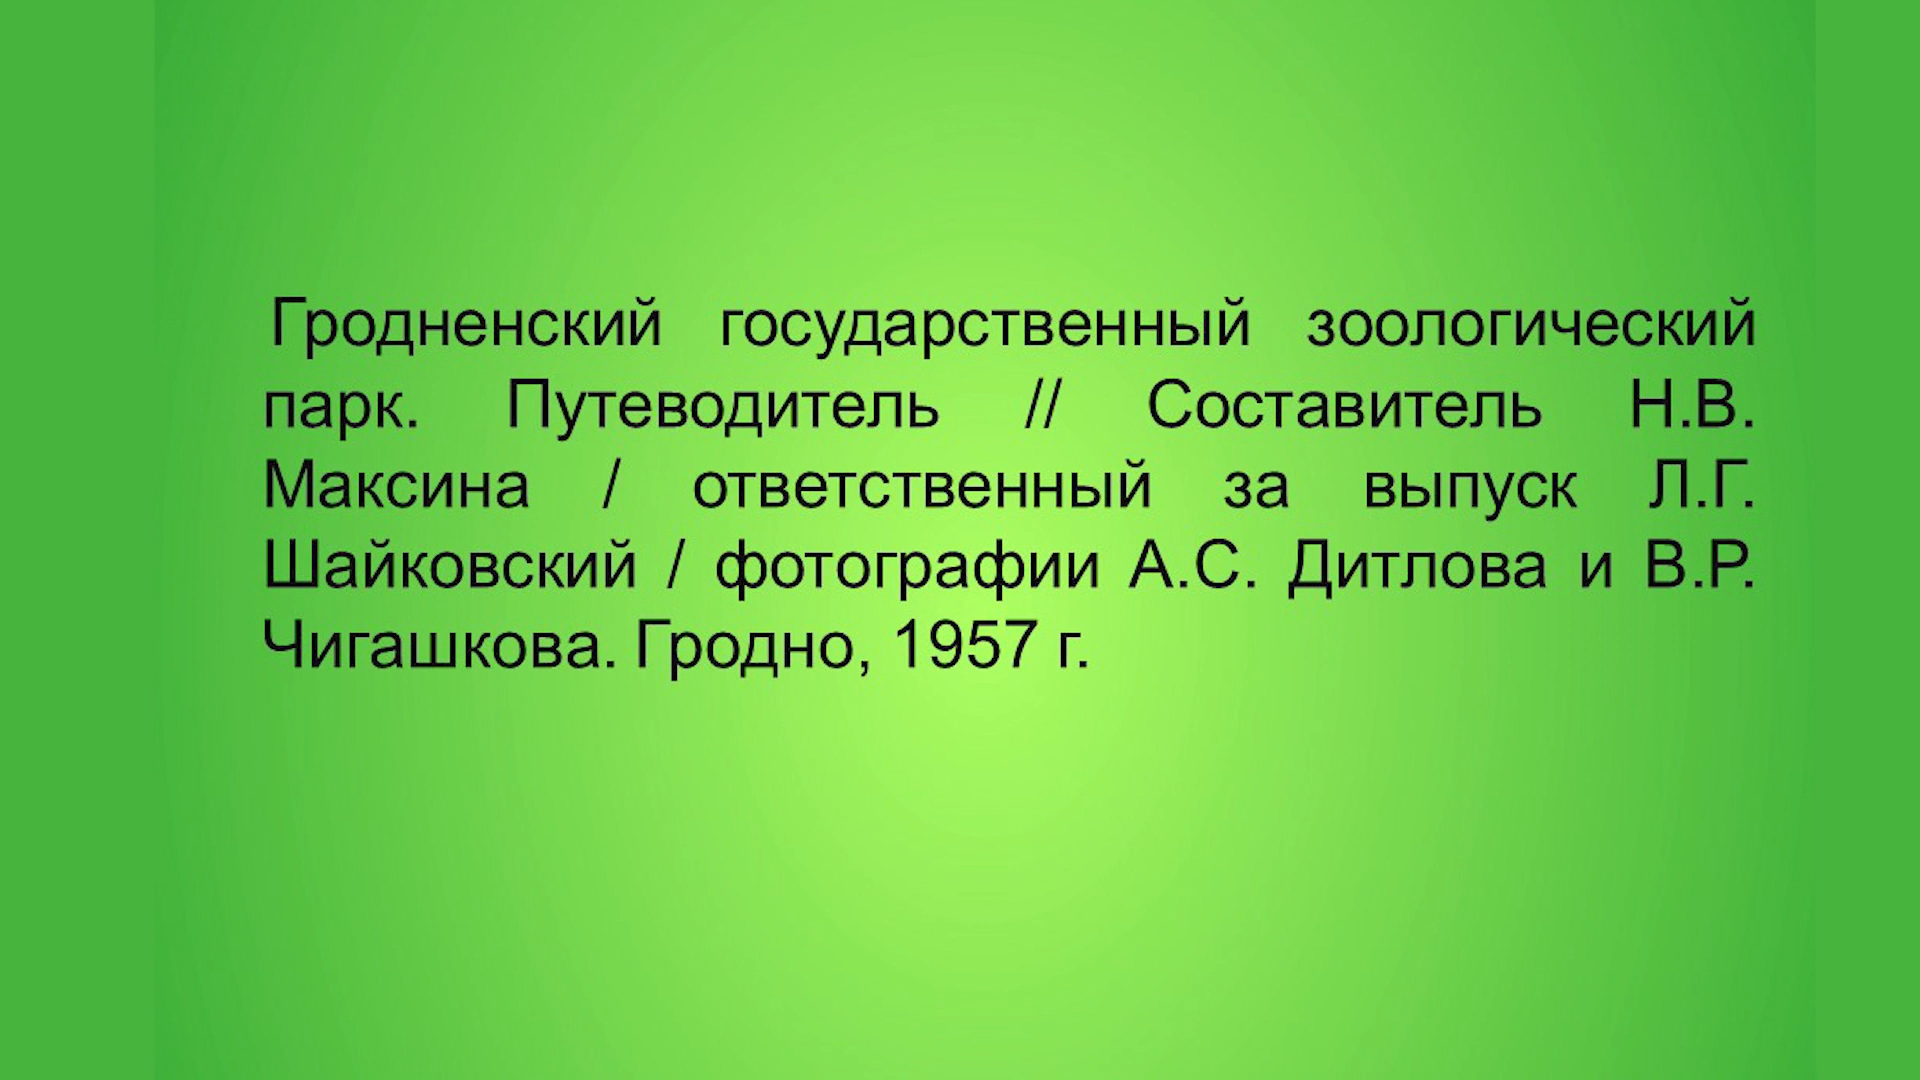 Гродненский государственный зоологический
парк. Путеводитель // Составитель Н.В.
Максина / ответственный за выпуск Л.Г.
Шайковский / фотографии А.С. Дитлова и В.Р.
Чигашкова. Гродно, 1957 г.